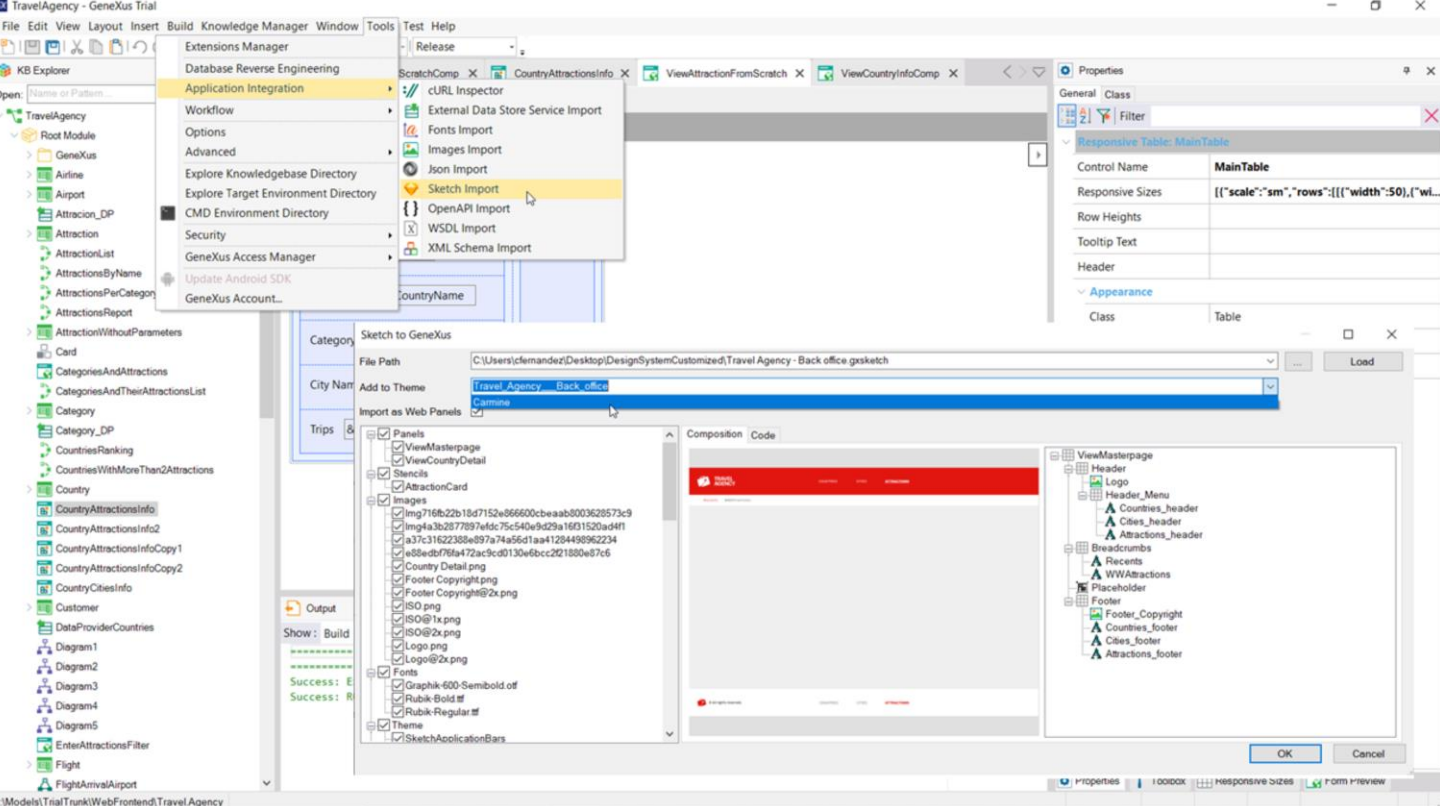 TravelAgency - GeneXus Trial
File Edit View Layout Insert Build Knowledge Manager Window Tools Test Help
Release
KB Explorer
Open: Name or Pattern...
TravelAgency
Root Module
GeneXus
Airline
Airport
Attracion_DP
Attraction
AttractionList
AttractionsByName
AttractionsPerCategory
AttractionsReport
AttractionWithoutParameters
Card
CategoriesAndAttractions
CategoriesAndTheirAttractionsList
Category
Category_DP
CountriesRanking
CountriesWithMoreThan2Attractions
Country
CountryAttractionsInfo
CountryAttractionsInfo2
CountryAttractionsInfoCopy1
CountryAttractionsInfoCopy2
CountryCitiesInfo
Customer
DataProviderCountries
Diagram1
Diagram2
Diagram3
Diagram4
Diagram5
EnterAttractionsFilter
Flight
FlightArrivalAirport
Extensions Manager
Database Reverse Engineering
Application Integration
Workflow
Options
Advanced
Explore Knowledgebase Directory
Explore Target Environment Directory
CMD Environment Directory
Security
GeneXus Access Manager
Update Android SDK
GeneXus Account...
cURL Inspector
External Data Store Service Import
Fonts Import
Images Import
Json Import
Sketch Import
OpenAPI Import
WSDL Import
XML Schema Import
ScratchComp
CountryAttractionsInfo
ViewAttractionFromScratch
ViewCountryInfoComp
CountryName
Category
City Nam
Trips &
Output
Show: Build
Success: E
Success: R
Properties
General Class
Filter
Responsive Table: MainTable
Control Name MainTable
Responsive Sizes [{"scale":"sm","rows":[[{"width":50},{"wi...
Row Heights
Tooltip Text
Header
Appearance
Class Table
Sketch to GeneXus
File Path C:\Users\cfernandez\Desktop\DesignSystemCustomized\Travel Agency - Back office.gxsketch ... Load
Add to Theme Travel_Agency___Back_office
Carmine
Import as Web Panels
Panels
ViewMasterpage
ViewCountryDetail
Stencils
AttractionCard
Images
Img716fb22b18d7152e866600cbeaab8003628573c9
Img4a3b2877897efdc75c540e9d29a16f31520ad4f1
a37c31622388e897a74a56d1aa41284498962234
e88edbf76fa472ac9cd0130e6bcc2f21880e87c6
Country Detail.png
Footer Copyright.png
Footer Copyright@2x.png
ISO.png
ISO@1x.png
ISO@2x.png
Logo.png
Logo@2x.png
Fonts
Graphik-600-Semibold.otf
Rubik-Bold.ttf
Rubik-Regular.ttf
Theme
SketchApplicationBars
Composition Code
TRAVEL
AGENCY
ViewMasterpage
Header
Logo
Header_Menu
Countries_header
Cities_header
Attractions_header
Breadcrumbs
Recents
WWAttractions
Placeholder
Footer
Footer_Copyright
Countries_footer
Cities_footer
Attractions_footer
OK Cancel
Properties Toolbox Responsive Sizes Form Preview
:\Models\TrialTrunk\WebFrontend\Travel.Agency